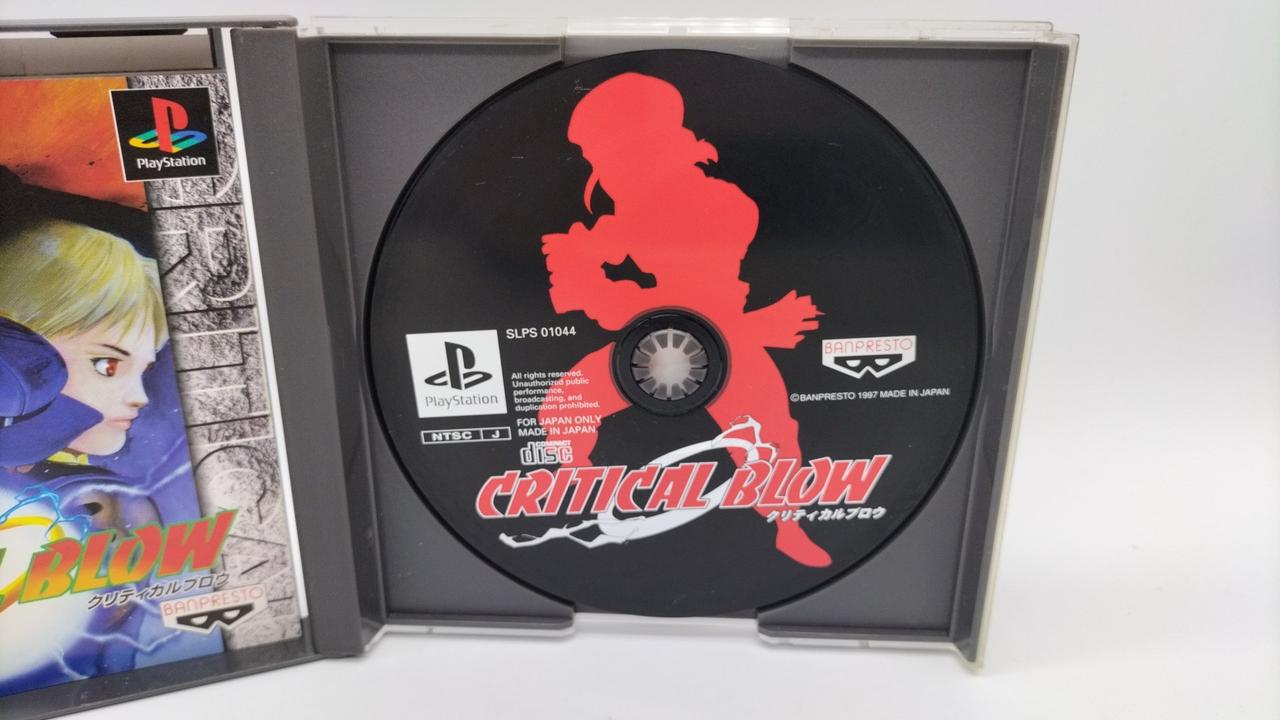 PlayStation
BLOW
クリティカルブロウ
BANPRESTO
SLPS 01044
PlayStation
NTSC J
All rights reserved.
Unauthorized public
performance,
broadcasting, and
duplication prohibited.
FOR JAPAN ONLY
MADE IN JAPAN
COMPACT
disc
BANPRESTO
©BANPRESTO 1997 MADE IN JAPAN
CRITICAL BLOW
クリティカルブロウ